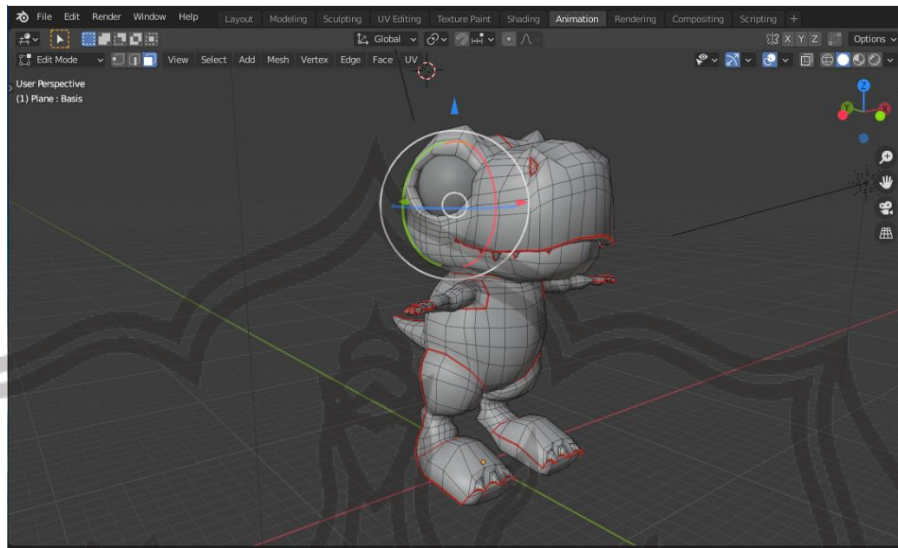 File Edit Render Window Help Layout Modeling Sculpting UV Editing Texture Paint Shading Animation Rendering Compositing Scripting +
Global X Y Z Options
Edit Mode View Select Add Mesh Vertex Edge Face UV
User Perspective
(1) Plane : Basis
Z
Y X